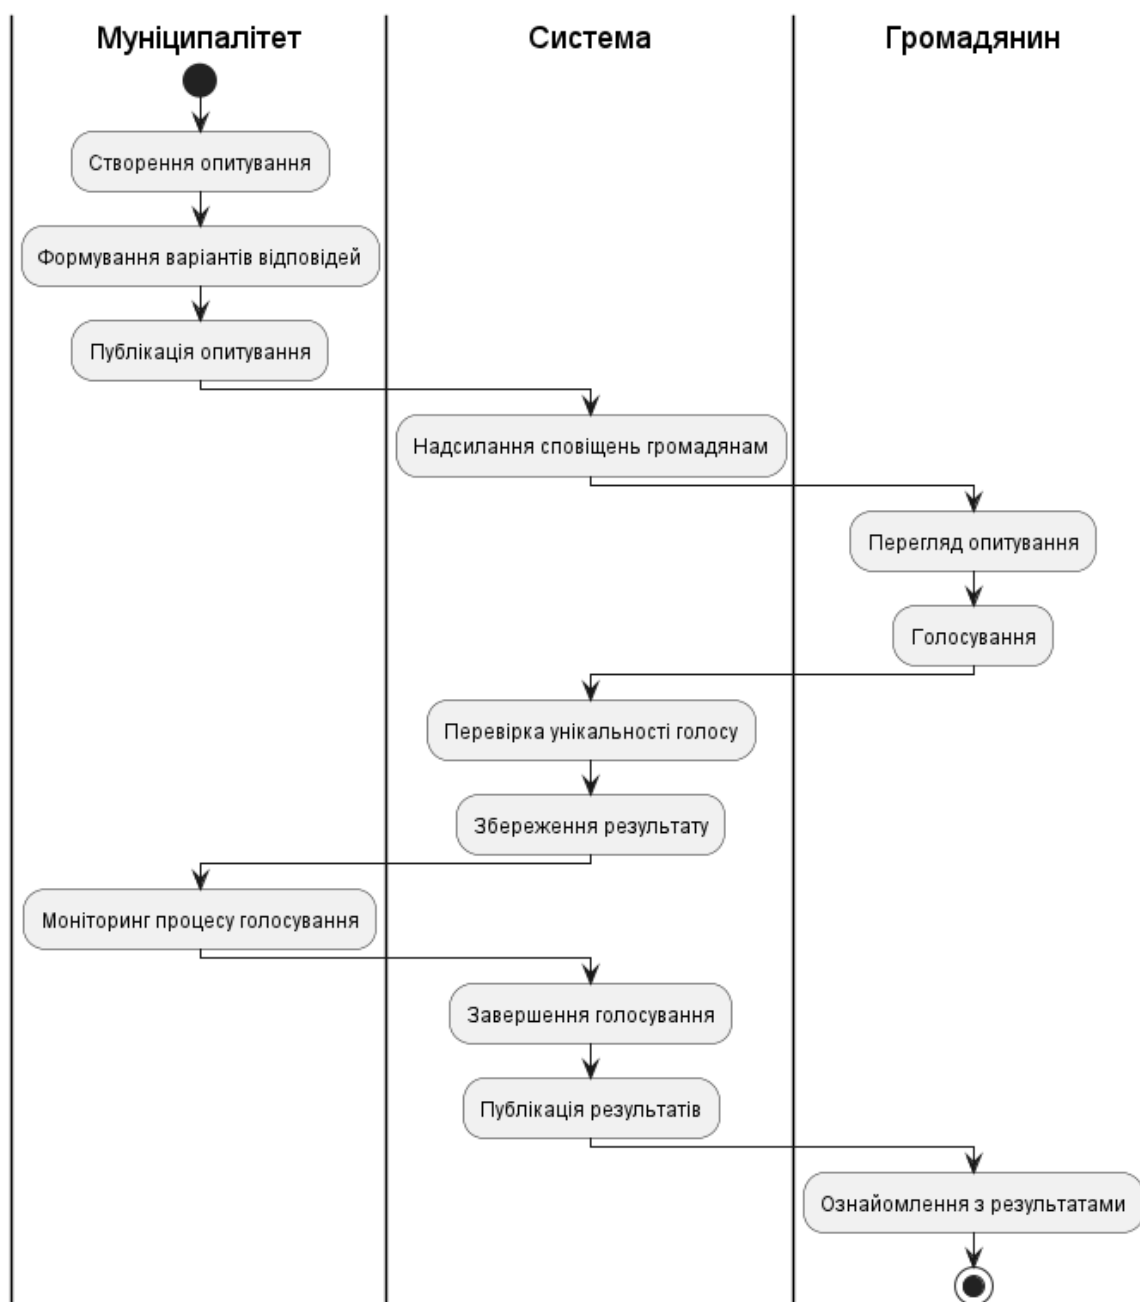 Муніципалітет
Система
Громадянин
Створення опитування
Формування варіантів відповідей
Публікація опитування
Надсилання сповіщень громадянам
Перегляд опитування
Голосування
Перевірка унікальності голосу
Збереження результату
Моніторинг процесу голосування
Завершення голосування
Публікація результатів
Ознайомлення з результатами